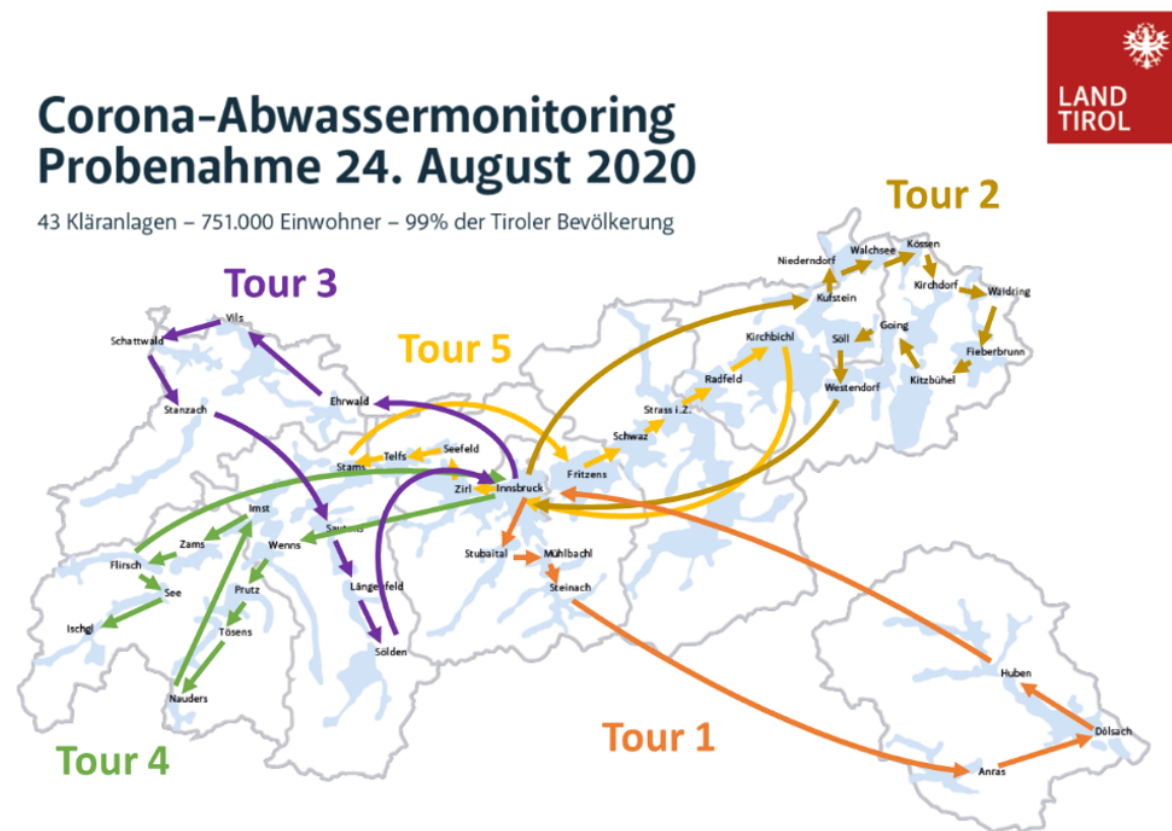 LAND
TIROL
Corona-Abwassermonitoring
Probenahme 24. August 2020
43 Kläranlagen – 751.000 Einwohner – 99% der Tiroler Bevölkerung
Tour 2
Kössen
Walchsee
Niederndorf
Tour 3
Kirchdorf
Waidring
Kufstein
Vils
Going
Schattwald
Kirchbichl
Söll
Tour 5
Fieberbrunn
Radfeld
Kitzbühel
Westendorf
Ehrwald
Stanzach
Strass i.Z.
Schwaz
Seefeld
Telfs
Stams
Fritzens
Zirl
Innsbruck
Imst
Sautens
Zams
Wenns
Stubaital
Mühlbachl
Flirsch
Längenfeld
Steinach
See
Prutz
Ischgl
Tösens
Sölden
Huben
Nauders
Dölsach
Tour 1
Tour 4
Anras